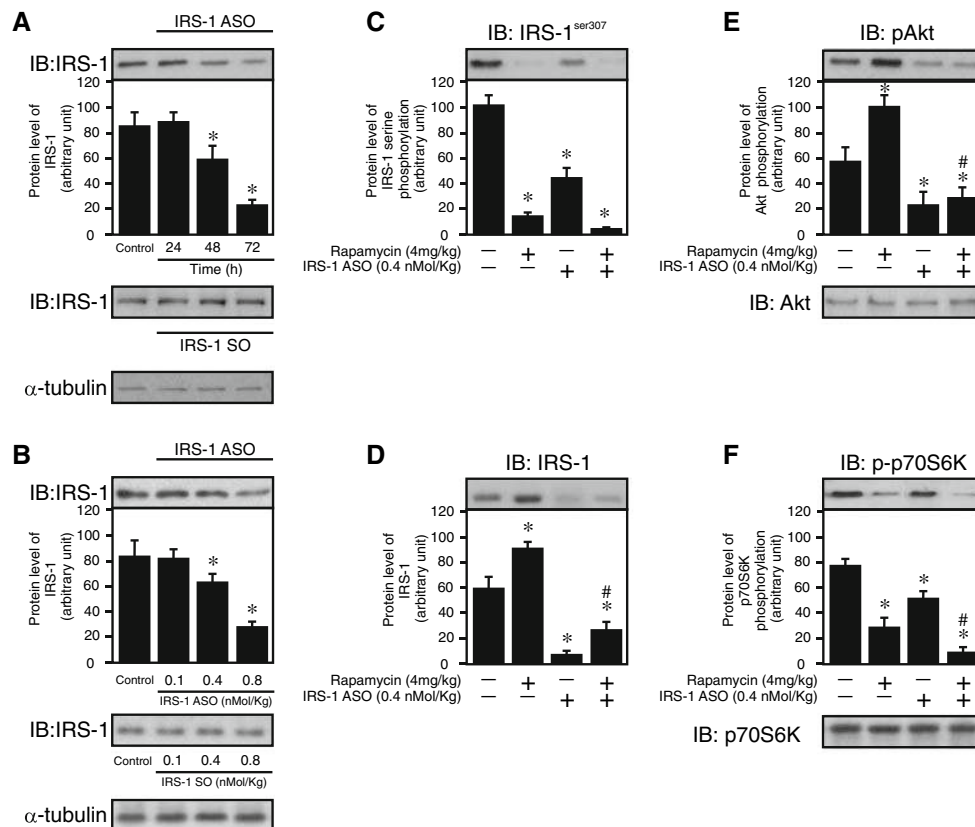 A
IRS-1 ASO
IB:IRS-1
Protein level of
IRS-1
(arbitrary unit)
120
100
80
60
40
20
0
*
*
Control 24 48 72
Time (h)
IB:IRS-1
IRS-1 SO
α-tubulin
B
IRS-1 ASO
IB:IRS-1
Protein level of
IRS-1
(arbitrary unit)
120
100
80
60
40
20
0
*
*
Control 0.1 0.4 0.8
IRS-1 ASO (nMol/Kg)
IB:IRS-1
Control 0.1 0.4 0.8
IRS-1 SO (nMol/Kg)
α-tubulin
C
IB: IRS-1ser307
Protein level of
IRS-1 serine
phosphorylation
(arbitrary unit)
120
100
80
60
40
20
0
*
*
*
Rapamycin (4mg/kg) — + — +
IRS-1 ASO (0.4 nMol/Kg) — — + +
D
IB: IRS-1
Protein level of
IRS-1
(arbitrary unit)
120
100
80
60
40
20
0
*
*
#
*
Rapamycin (4mg/kg) — + — +
IRS-1 ASO (0.4 nMol/Kg) — — + +
E
IB: pAkt
Protein level of
Akt phosphorylation
(arbitrary unit)
120
100
80
60
40
20
0
*
*
#
*
Rapamycin (4mg/kg) — + — +
IRS-1 ASO (0.4 nMol/Kg) — — + +
IB: Akt
F
IB: p-p70S6K
Protein level of
p70S6K
phosphorylation
(arbitrary unit)
120
100
80
60
40
20
0
*
*
#
*
Rapamycin (4mg/kg) — + — +
IRS-1 ASO (0.4 nMol/Kg) — — + +
IB: p70S6K